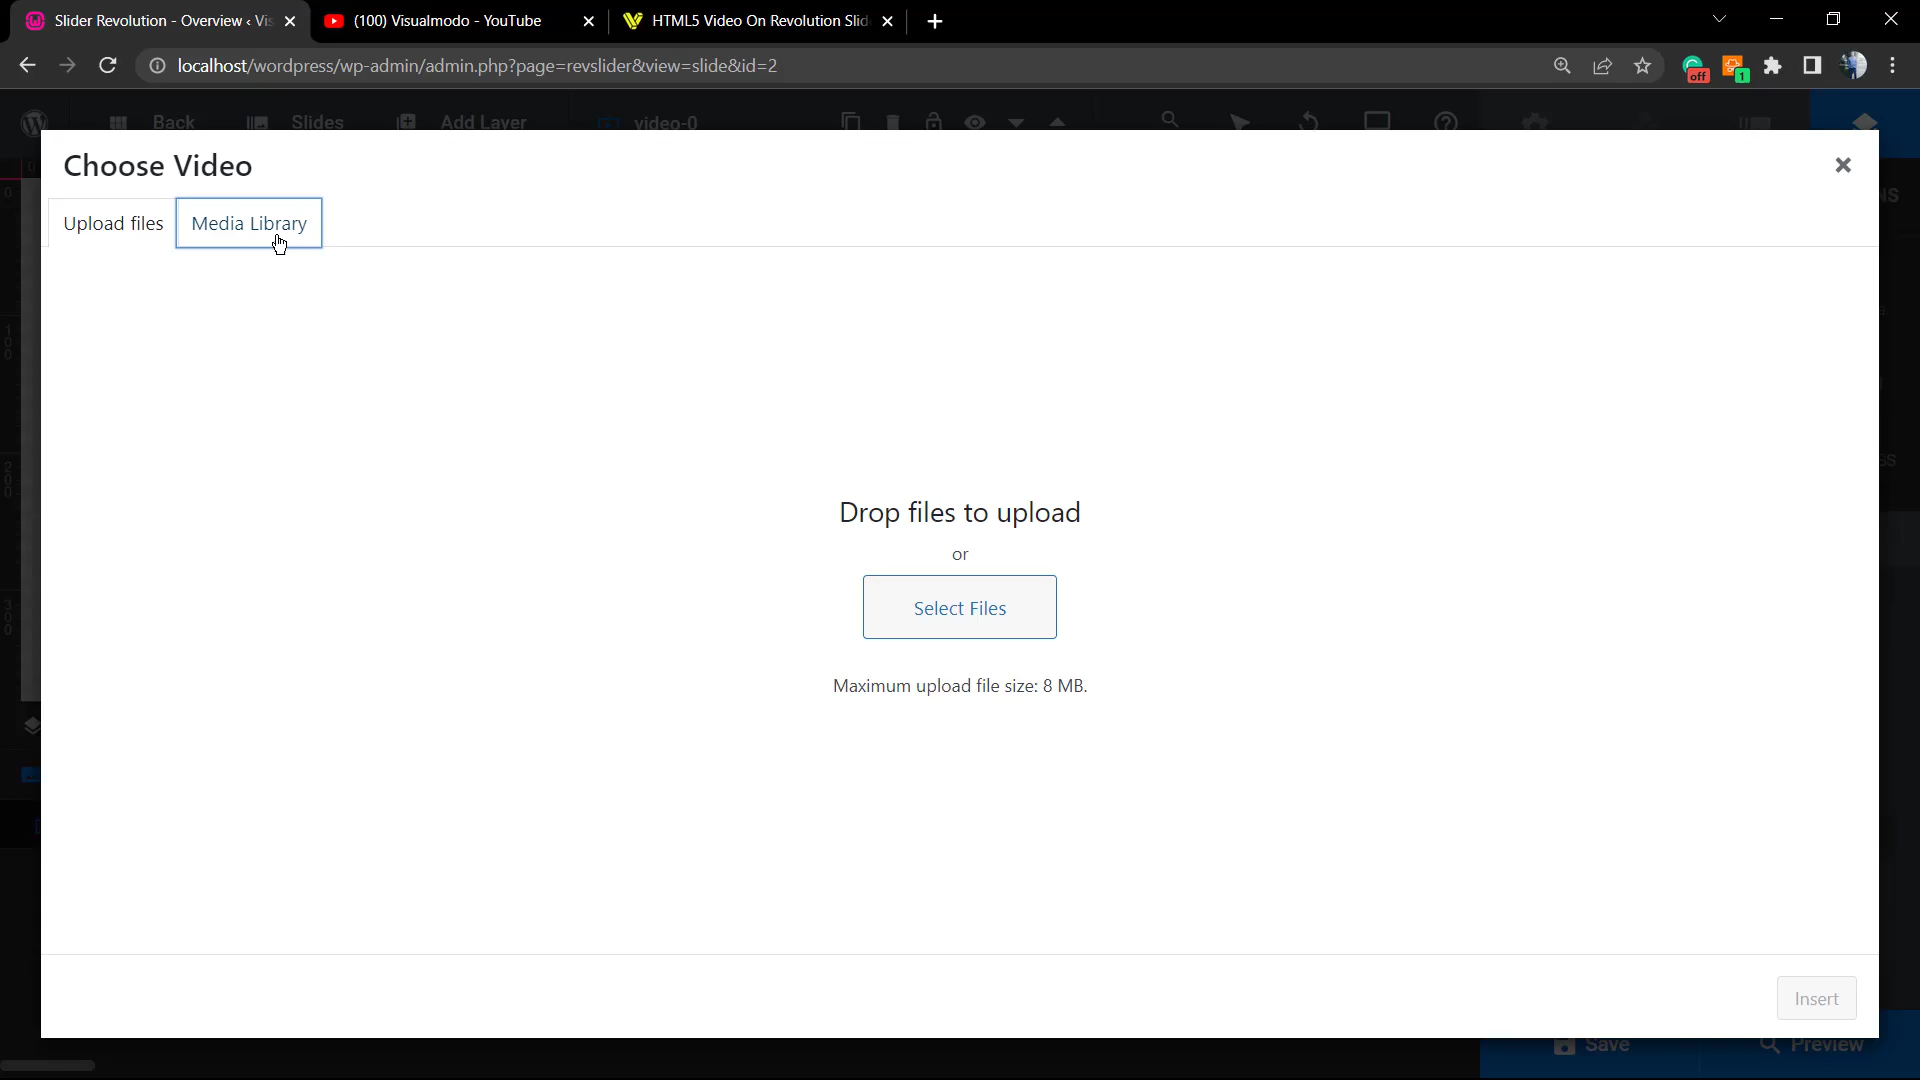 Slider Revolution - Overview ‹ Vis
(100) Visualmodo - YouTube
HTML5 Video On Revolution Slid
localhost/wordpress/wp-admin/admin.php?page=revslider&view=slide&id=2
off
1
Back
Slides
Add Layer
video-0
Choose Video
Upload files
Media Library
Drop files to upload
or
Select Files
Maximum upload file size: 8 MB.
Insert
Save
Preview